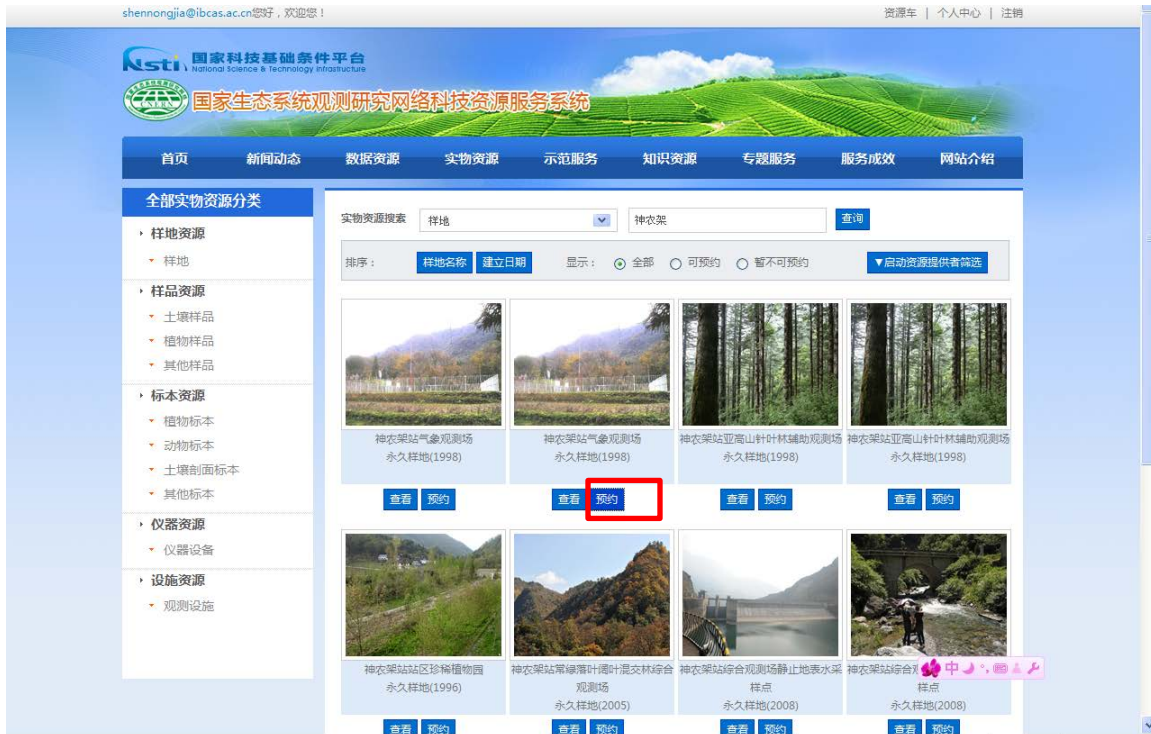 shennongjia@ibcas.ac.cn您好，欢迎您！
资源车 | 个人中心 | 注销
Nsti 国家科技基础条件平台
National Science & Technology Infrastructure
CNERN 国家生态系统观测研究网络科技资源服务系统
首页 新闻动态 数据资源 实物资源 示范服务 知识资源 专题服务 服务成效 网站介绍
全部实物资源分类
样地资源
样地
样品资源
土壤样品
植物样品
其他样品
标本资源
植物标本
动物标本
土壤剖面标本
其他标本
仪器资源
仪器设备
设施资源
观测设施
实物资源搜索 样地 神农架 查询
排序： 样地名称 建立日期 显示： 全部 可预约 暂不可预约 ▼启动资源提供者筛选
神农架站气象观测场 神农架站气象观测场 神农架站亚高山针叶林辅助观测场 神农架站亚高山针叶林辅助观测场
永久样地(1998) 永久样地(1998) 永久样地(1998) 永久样地(1998)
查看 预约 查看 预约 查看 预约 查看 预约
神农架站站区珍稀植物园 神农架站常绿落叶阔叶混交林综合 神农架站综合观测场静止地表水采 神农架站综合
永久样地(1996) 观测场 样点 样点
永久样地(2005) 永久样地(2008) 永久样地(2008)
查看 预约 查看 预约 查看 预约 查看 预约
中